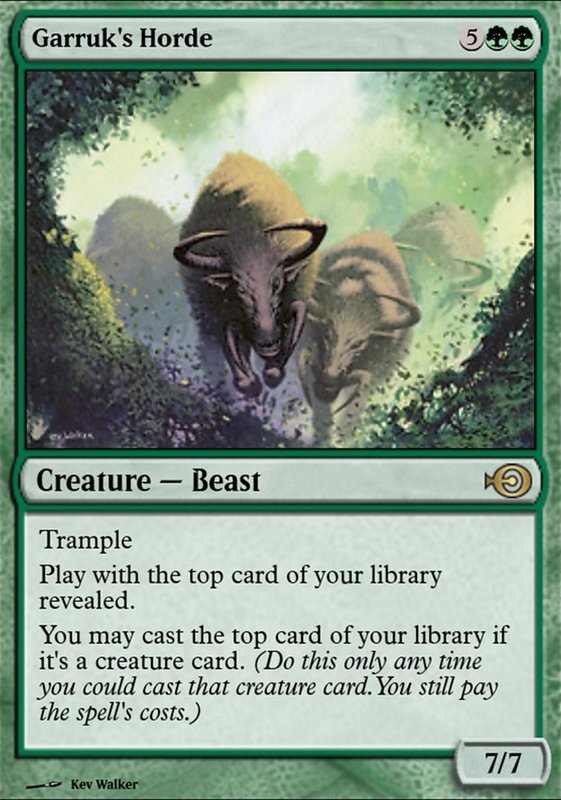 Garruk's Horde 5
Creature — Beast
Trample
Play with the top card of your library
revealed.
You may cast the top card of your library if
it's a creature card. (Do this only any time
you could cast that creature card.You still pay
the spell's costs.)
7/7
Kev Walker